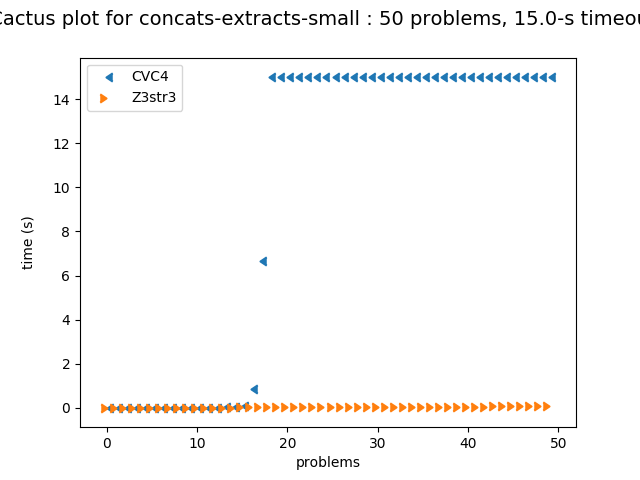 Cactus plot for concats-extracts-small : 50 problems, 15.0-s timeou
CVC4
Z3str3
14
12
10
8
6
4
2
0
time (s)
0 10 20 30 40 50
problems